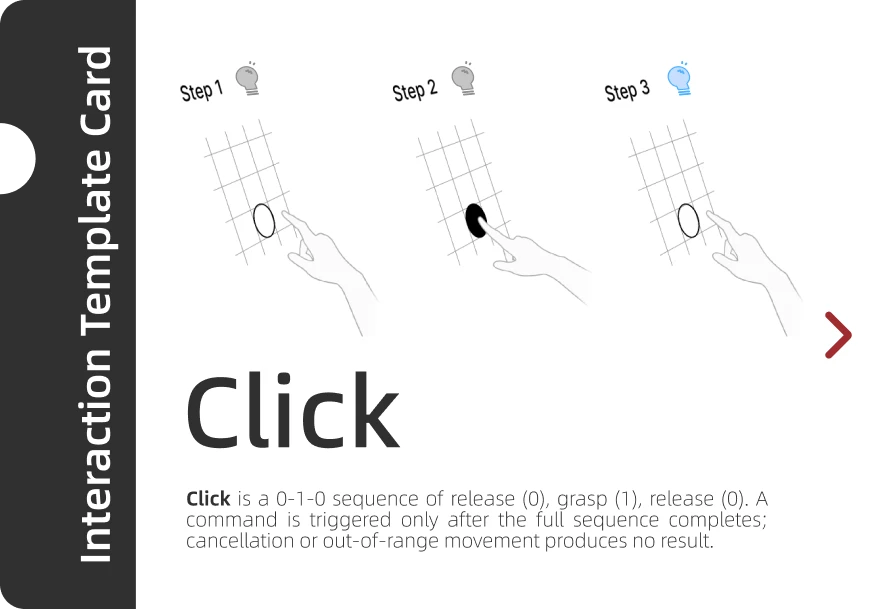 Interaction Template Card
Step 1
Step 2
Step 3
Click
Click is a 0-1-0 sequence of release (0), grasp (1), release (0). A
command is triggered only after the full sequence completes;
cancellation or out-of-range movement produces no result.